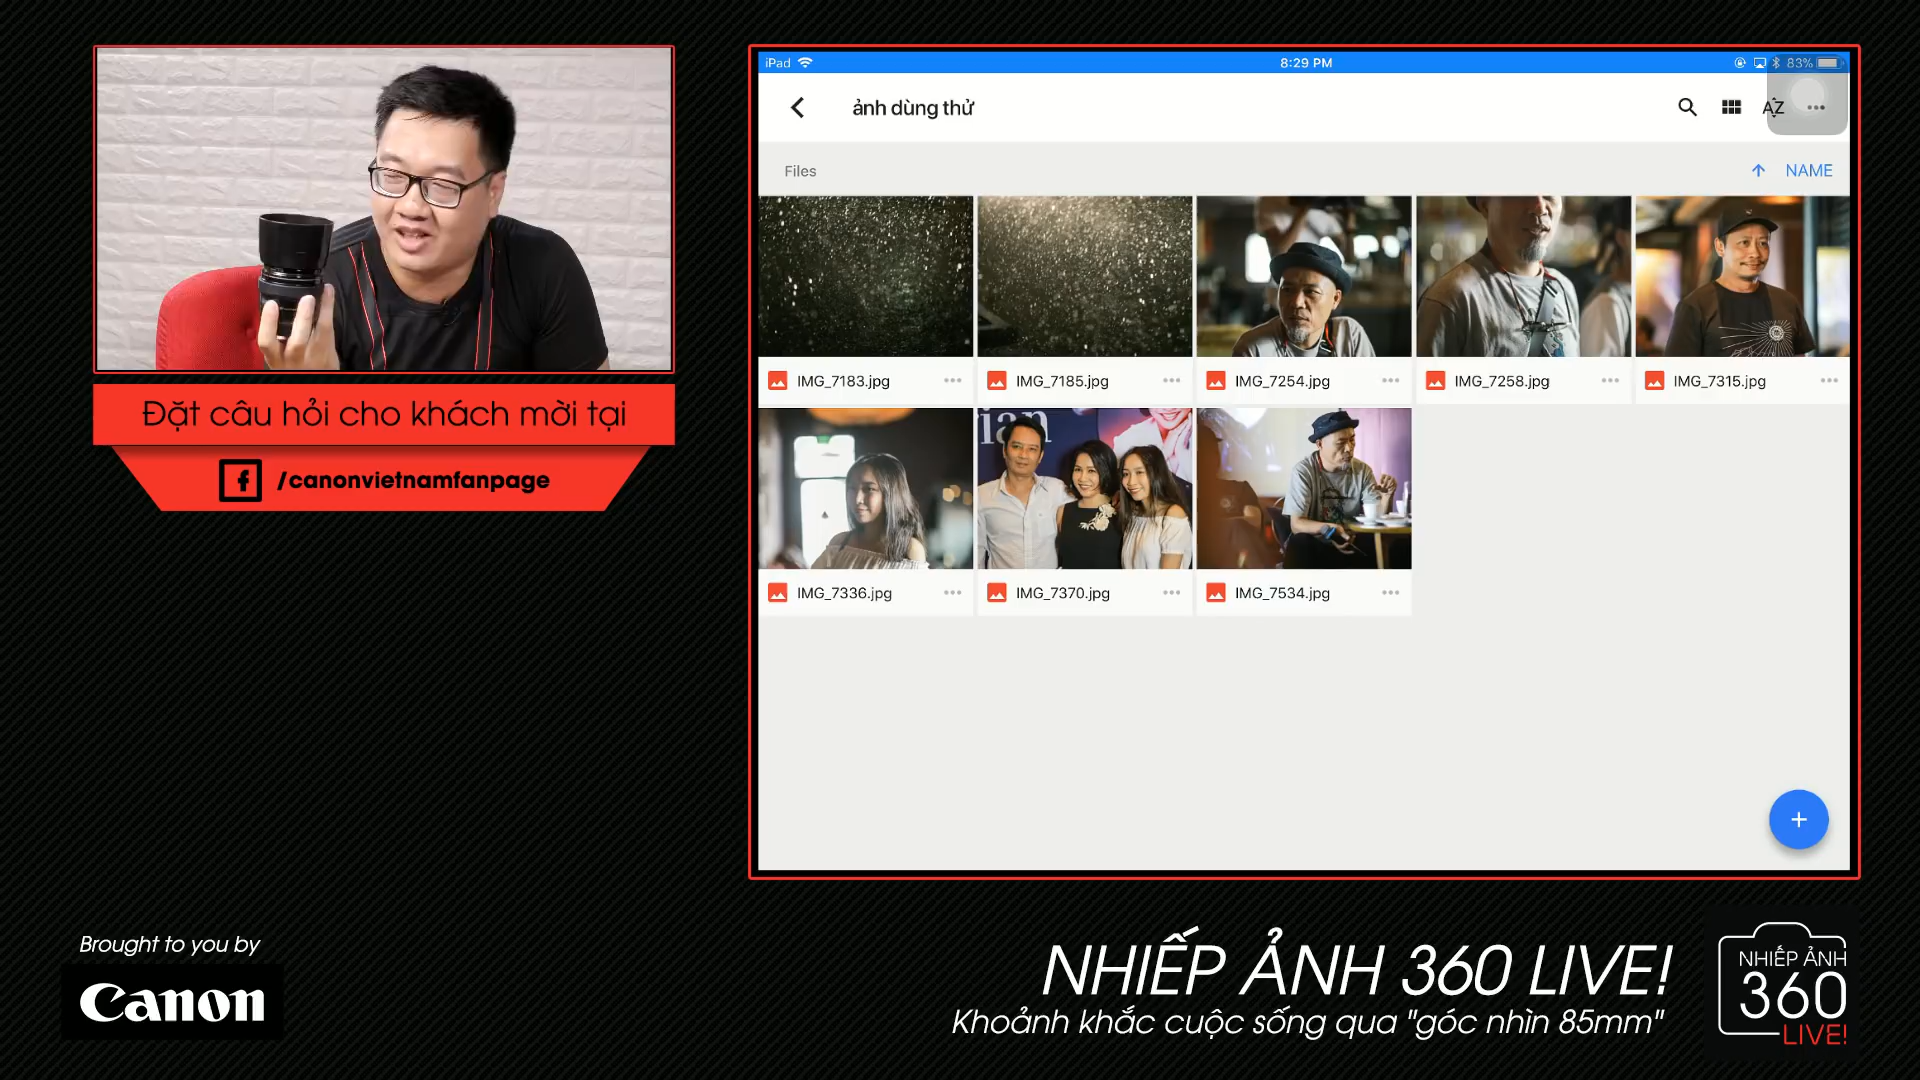 Đặt câu hỏi cho khách mời tại
/canonvietnamfanpage
iPad
8:29 PM
83%
ảnh dùng thử
AZ
Files
NAME
IMG_7183.jpg
IMG_7185.jpg
IMG_7254.jpg
IMG_7258.jpg
IMG_7315.jpg
rian
IMG_7336.jpg
IMG_7370.jpg
IMG_7534.jpg
Brought to you by
Canon
NHIẾP ẢNH 360 LIVE!
Khoảnh khắc cuộc sống qua "góc nhìn 85mm"
NHIẾP ẢNH
360
LIVE!